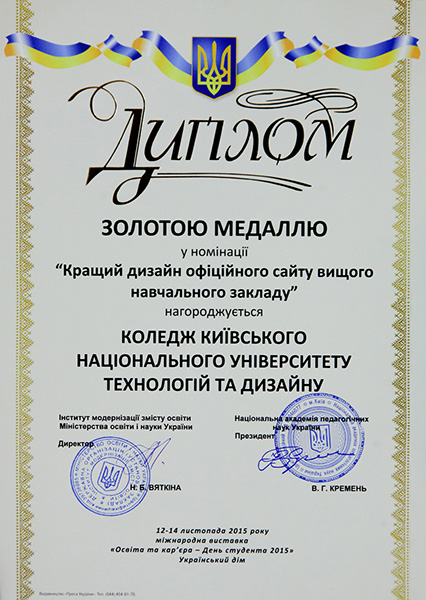 Диплом
ЗОЛОТОЮ МЕДАЛЛЮ
у номінації
“Кращий дизайн офіційного сайту вищого
навчального закладу”
нагороджується
КОЛЕДЖ КИЇВСЬКОГО
НАЦІОНАЛЬНОГО УНІВЕРСИТЕТУ
ТЕХНОЛОГІЙ ТА ДИЗАЙНУ
Інститут модернізації змісту освіти
Міністерства освіти і науки України
Директор
Н. Б. ВЯТКІНА
Національна академія педагогічних
наук України
Президент
В. Г. КРЕМЕНЬ
12-14 листопада 2015 року
міжнародна виставка
«Освіта та кар’єра – День студента 2015»
Український дім